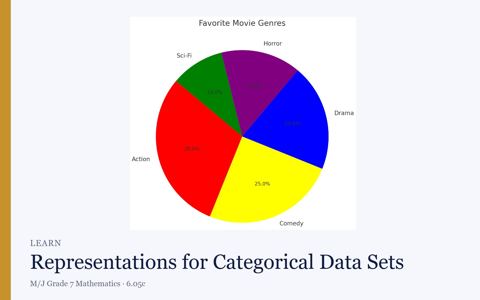 Favorite Movie Genres
Horror
Sci-Fi
Drama
Action
25.0%
Comedy
LEARN
Representations for Categorical Data Sets
M/J Grade 7 Mathematics · 6.05c